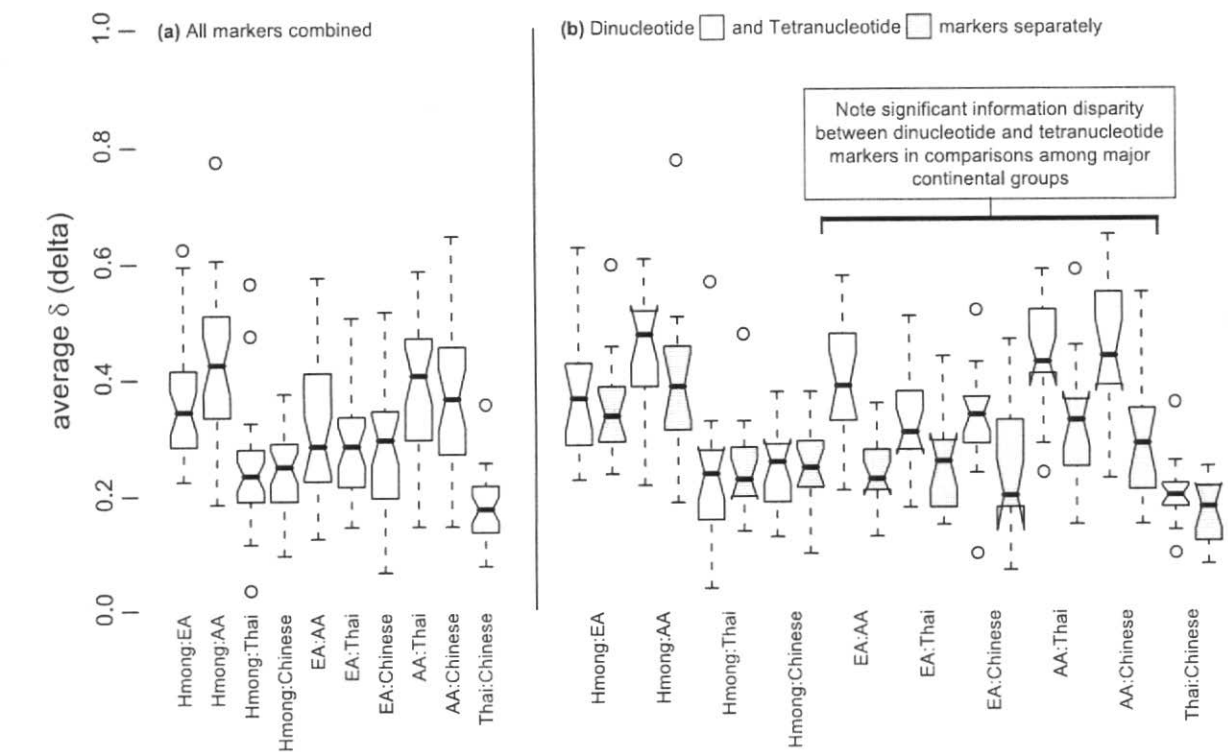 (a) All markers combined
(b) Dinucleotide and Tetranucleotide markers separately
Note significant information disparity
between dinucleotide and tetranucleotide
markers in comparisons among major
continental groups
average δ (delta)
1.0
0.8
0.6
0.4
0.2
0.0
Hmong:EA
Hmong:AA
Hmong:Thai
Hmong:Chinese
EA:AA
EA:Thai
EA:Chinese
AA:Thai
AA:Chinese
Thai:Chinese
Hmong:EA
Hmong:AA
Hmong:Thai
Hmong:Chinese
EA:AA
EA:Thai
EA:Chinese
AA:Thai
AA:Chinese
Thai:Chinese